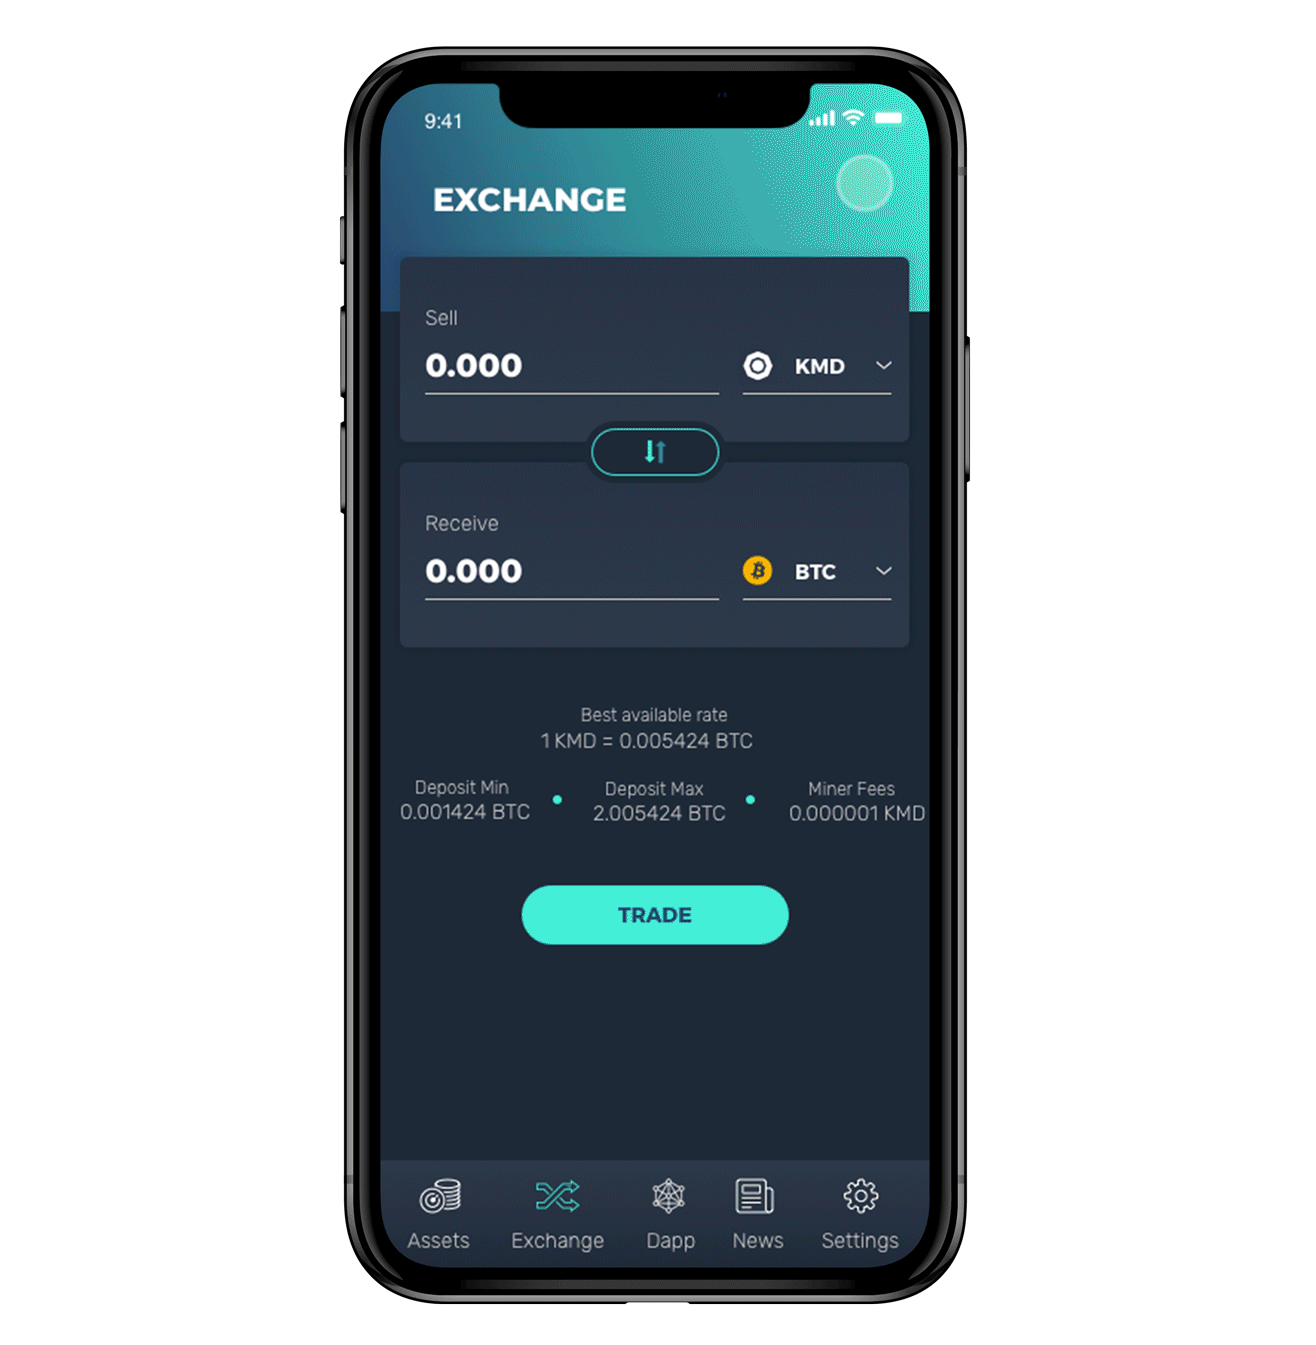 9:41
EXCHANGE
Sell
0.000 KMD
Receive
0.000 BTC
Best available rate
1 KMD = 0.005424 BTC
Deposit Min Deposit Max Miner Fees
0.001424 BTC 2.005424 BTC 0.000001 KMD
TRADE
Assets Exchange Dapp News Settings